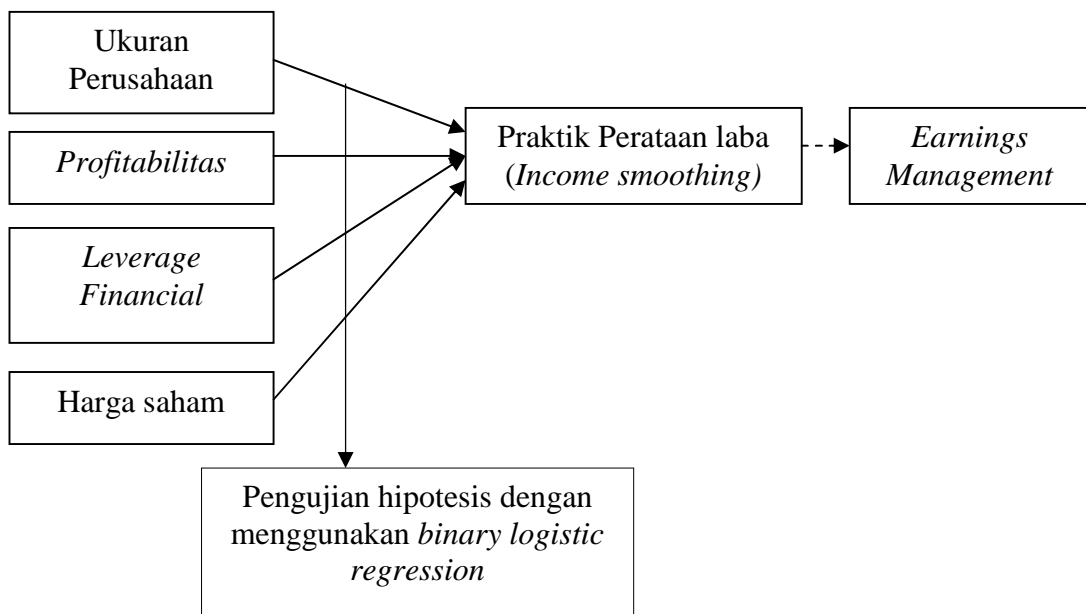 Ukuran
Perusahaan
Profitabilitas
Leverage
Financial
Harga saham
Praktik Perataan laba
(Income smoothing)
Earnings
Management
Pengujian hipotesis dengan
menggunakan binary logistic
regression